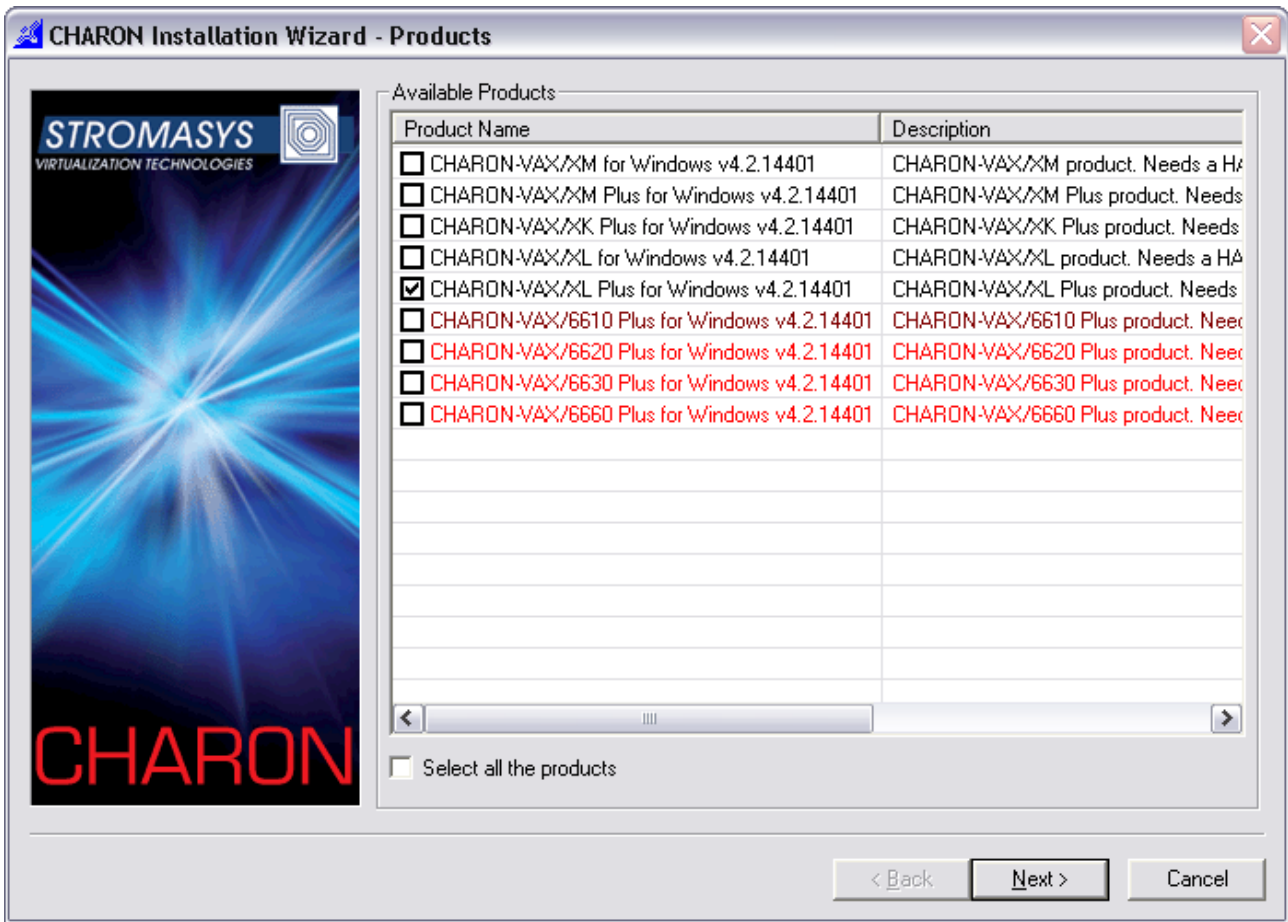 CHARON Installation Wizard - Products
STROMASYS
VIRTUALIZATION TECHNOLOGIES
CHARON
Available Products
Product Name Description
CHARON-VAX/XM for Windows v4.2.14401 CHARON-VAX/XM product. Needs a HA
CHARON-VAX/XM Plus for Windows v4.2.14401 CHARON-VAX/XM Plus product. Needs
CHARON-VAX/XK Plus for Windows v4.2.14401 CHARON-VAX/XK Plus product. Needs
CHARON-VAX/XL for Windows v4.2.14401 CHARON-VAX/XL product. Needs a HA
CHARON-VAX/XL Plus for Windows v4.2.14401 CHARON-VAX/XL Plus product. Needs
CHARON-VAX/6610 Plus for Windows v4.2.14401 CHARON-VAX/6610 Plus product. Need
CHARON-VAX/6620 Plus for Windows v4.2.14401 CHARON-VAX/6620 Plus product. Need
CHARON-VAX/6630 Plus for Windows v4.2.14401 CHARON-VAX/6630 Plus product. Need
CHARON-VAX/6660 Plus for Windows v4.2.14401 CHARON-VAX/6660 Plus product. Need
Select all the products
< Back Next > Cancel